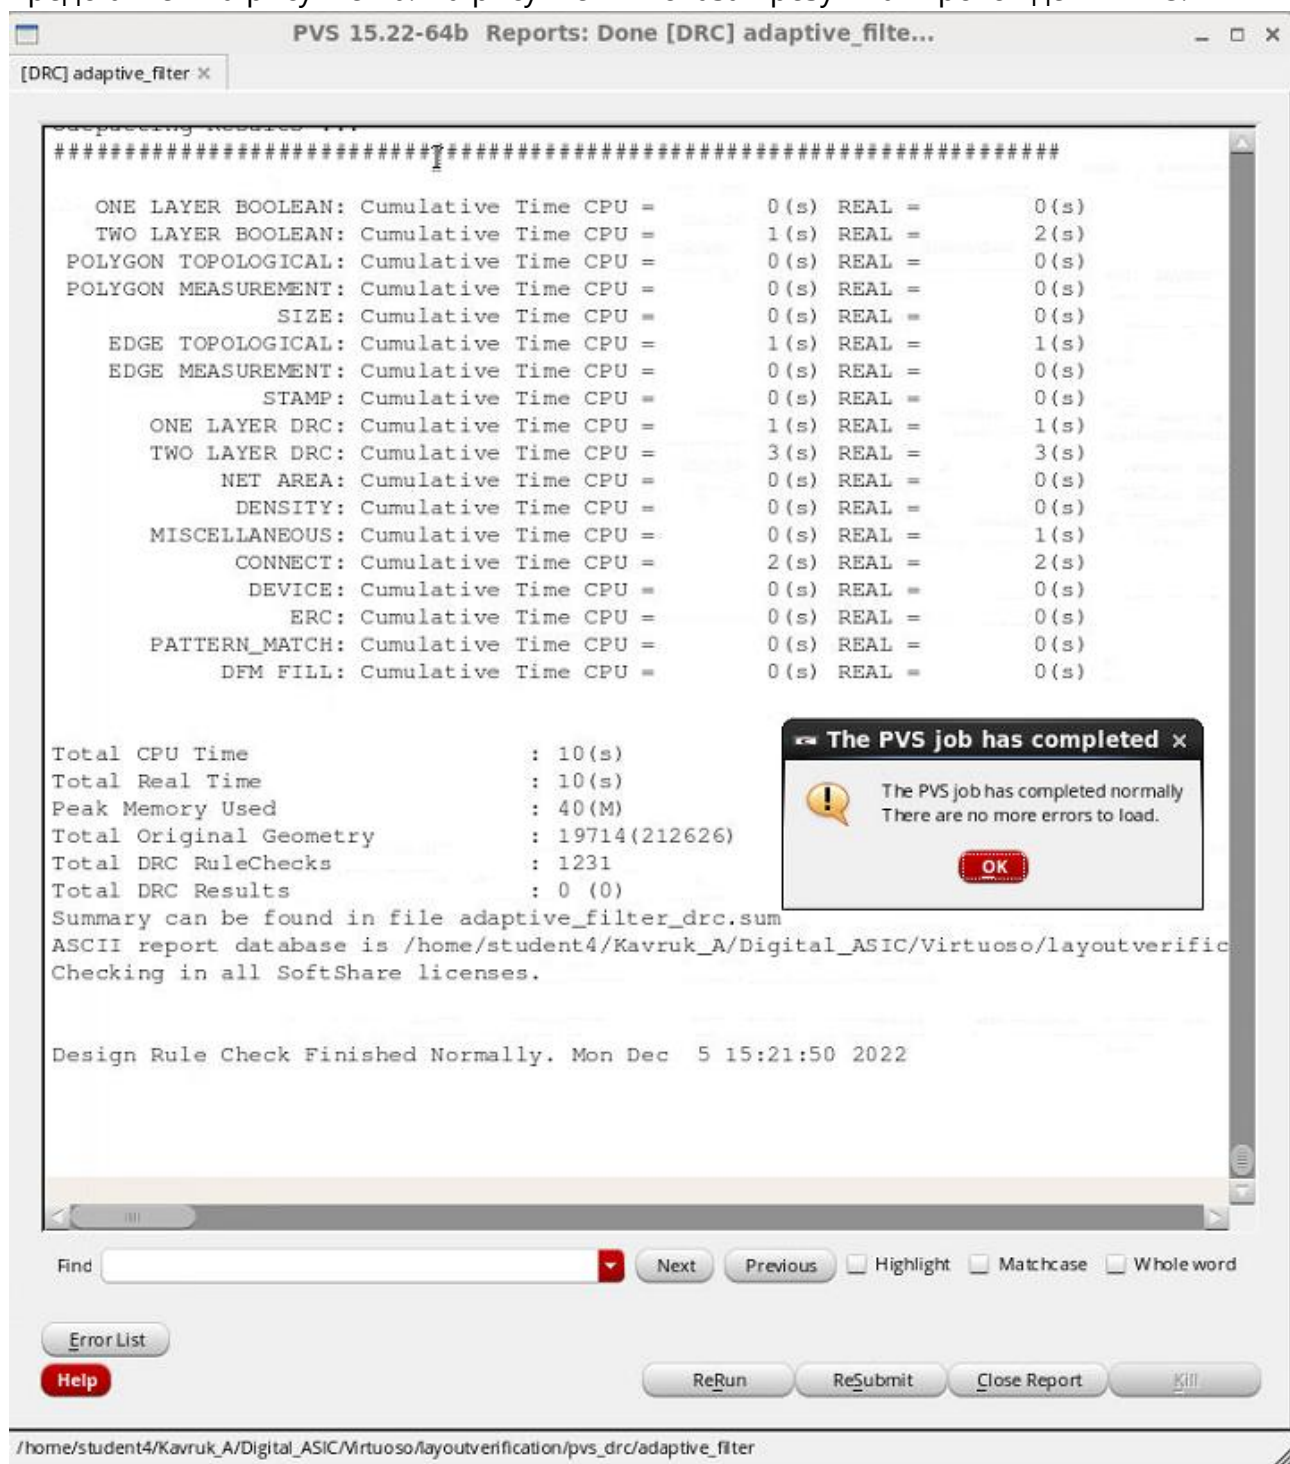 PVS 15.22-64b Reports: Done [DRC] adaptive_filte...
[DRC] adaptive_filter
Outputting Results ...
########################################################################
ONE LAYER BOOLEAN: Cumulative Time CPU = 0(s) REAL = 0(s)
TWO LAYER BOOLEAN: Cumulative Time CPU = 1(s) REAL = 2(s)
POLYGON TOPOLOGICAL: Cumulative Time CPU = 0(s) REAL = 0(s)
POLYGON MEASUREMENT: Cumulative Time CPU = 0(s) REAL = 0(s)
SIZE: Cumulative Time CPU = 0(s) REAL = 0(s)
EDGE TOPOLOGICAL: Cumulative Time CPU = 1(s) REAL = 1(s)
EDGE MEASUREMENT: Cumulative Time CPU = 0(s) REAL = 0(s)
STAMP: Cumulative Time CPU = 0(s) REAL = 0(s)
ONE LAYER DRC: Cumulative Time CPU = 1(s) REAL = 1(s)
TWO LAYER DRC: Cumulative Time CPU = 3(s) REAL = 3(s)
NET AREA: Cumulative Time CPU = 0(s) REAL = 0(s)
DENSITY: Cumulative Time CPU = 0(s) REAL = 0(s)
MISCELLANEOUS: Cumulative Time CPU = 0(s) REAL = 1(s)
CONNECT: Cumulative Time CPU = 2(s) REAL = 2(s)
DEVICE: Cumulative Time CPU = 0(s) REAL = 0(s)
ERC: Cumulative Time CPU = 0(s) REAL = 0(s)
PATTERN_MATCH: Cumulative Time CPU = 0(s) REAL = 0(s)
DFM FILL: Cumulative Time CPU = 0(s) REAL = 0(s)
Total CPU Time : 10(s)
Total Real Time : 10(s)
Peak Memory Used : 40(M)
Total Original Geometry : 19714(212626)
Total DRC RuleChecks : 1231
Total DRC Results : 0 (0)
Summary can be found in file adaptive_filter_drc.sum
ASCII report database is /home/student4/Kavruk_A/Digital_ASIC/Virtuoso/layoutverific
Checking in all SoftShare licenses.
Design Rule Check Finished Normally. Mon Dec 5 15:21:50 2022
The PVS job has completed
The PVS job has completed normally
There are no more errors to load.
OK
Find Next Previous Highlight Matchcase Whole word
Error List
Help ReRun ReSubmit Close Report Kill
/home/student4/Kavruk_A/Digital_ASIC/Virtuoso/layoutverification/pvs_drc/adaptive_filter